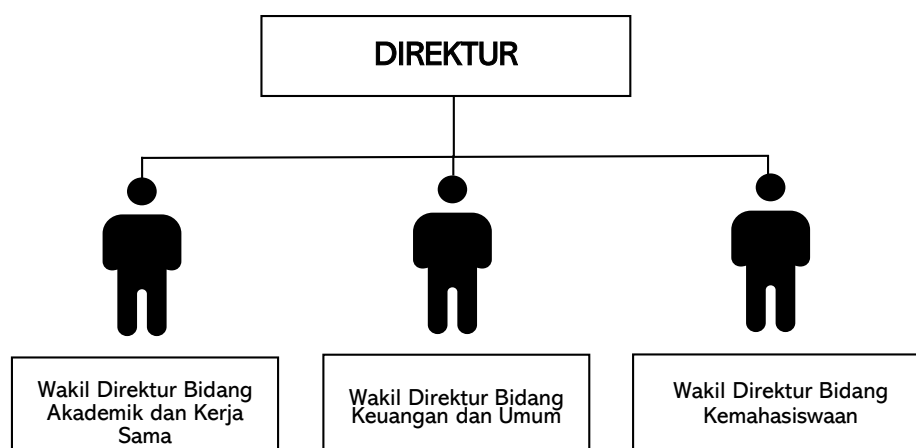 DIREKTUR
Wakil Direktur Bidang
Akademik dan Kerja
Sama
Wakil Direktur Bidang
Keuangan dan Umum
Wakil Direktur Bidang
Kemahasiswaan